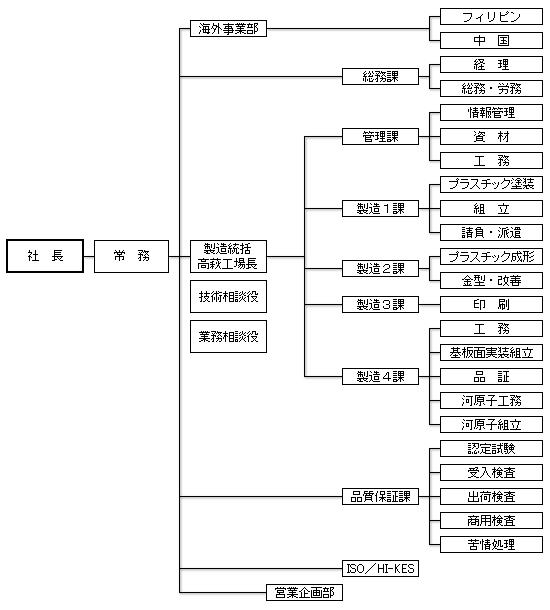 社　長
常　務
海外事業部
フィリピン
中　国
総務課
経　理
総務・労務
製造統括
高萩工場長
技術相談役
業務相談役
管理課
情報管理
資　材
工　務
製造１課
プラスチック塗装
組　立
請負・派遣
製造２課
プラスチック成形
金型・改善
製造３課
印　刷
製造４課
工　務
基板面実装組立
品　証
河原子工務
河原子組立
品質保証課
認定試験
受入検査
出荷検査
商用検査
苦情処理
ISO／HI-KES
営業企画部